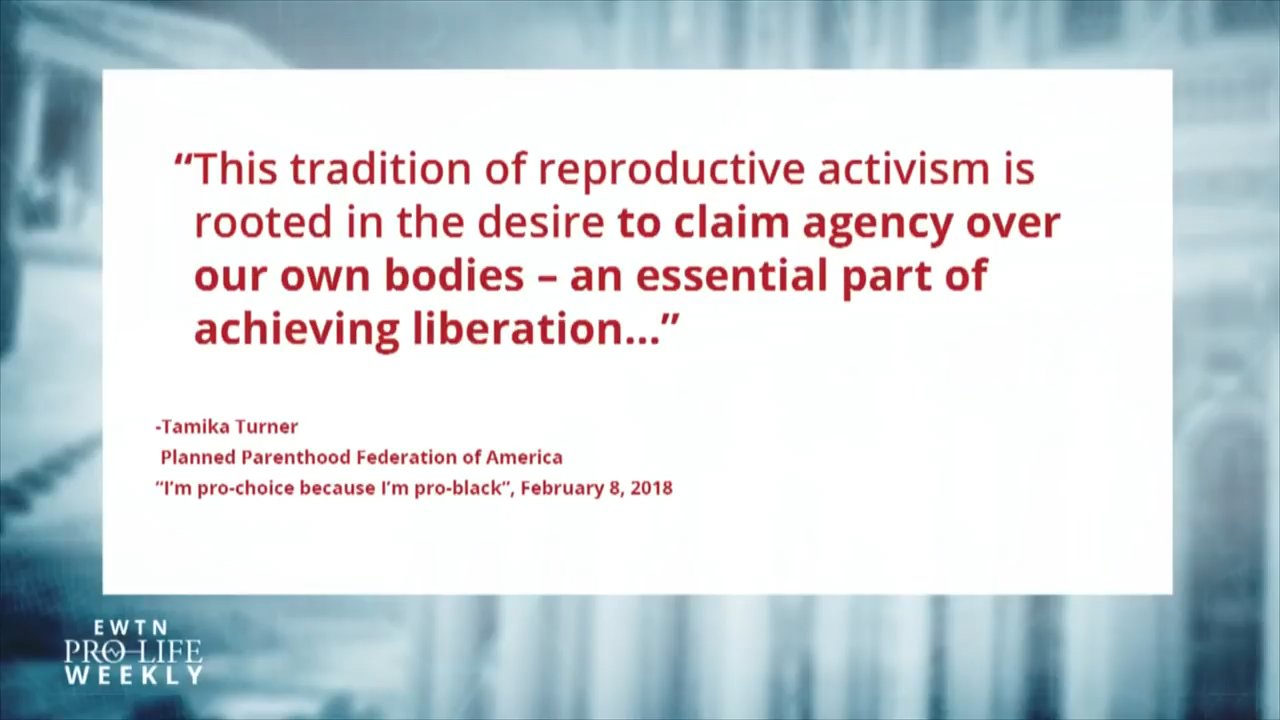 “This tradition of reproductive activism is
rooted in the desire to claim agency over
our own bodies – an essential part of
achieving liberation...”
-Tamika Turner
Planned Parenthood Federation of America
“I’m pro-choice because I’m pro-black”, February 8, 2018
EWTN
PRO-LIFE
WEEKLY